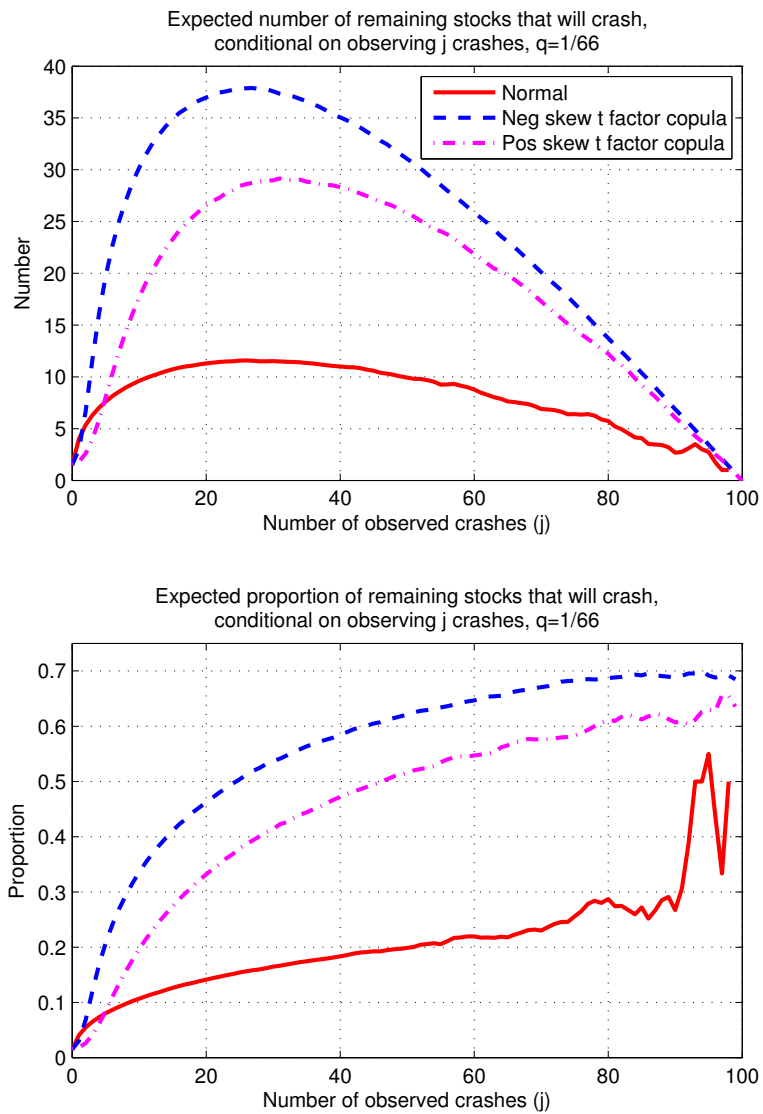 Expected number of remaining stocks that will crash,
conditional on observing j crashes, q=1/66
40
35
30
25
20
15
10
5
0
Number
Normal
Neg skew t factor copula
Pos skew t factor copula
0 20 40 60 80 100
Number of observed crashes (j)
Expected proportion of remaining stocks that will crash,
conditional on observing j crashes, q=1/66
0.7
0.6
0.5
0.4
0.3
0.2
0.1
0
Proportion
0 20 40 60 80 100
Number of observed crashes (j)